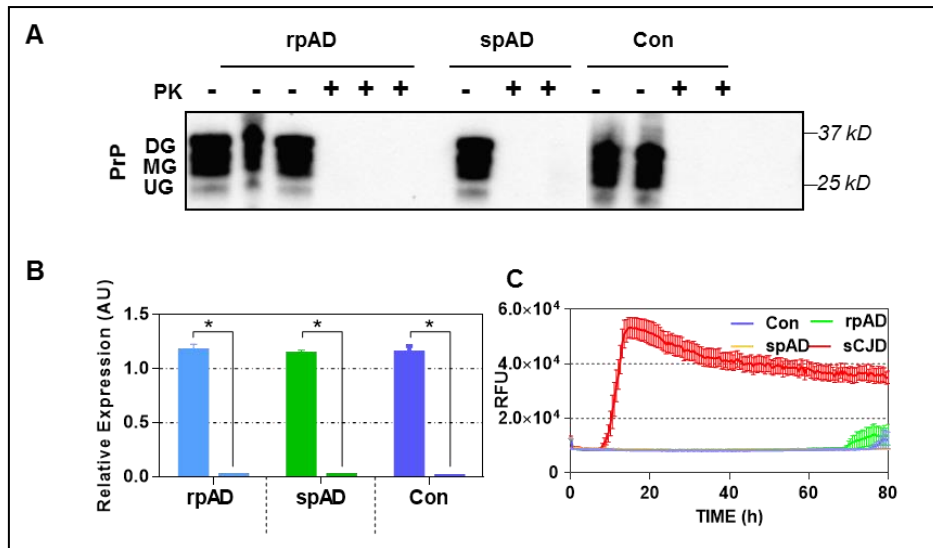 A
rpAD spAD Con
PK - - - + + + - + + - - + +
PrP
DG
MG
UG
37 kD
25 kD
B
Relative Expression (AU)
1.5
1.0
0.5
0.0
* * *
rpAD spAD Con
C
RFU
6.0×10⁴
4.0×10⁴
2.0×10⁴
0
Con rpAD
spAD sCJD
0 20 40 60 80
TIME (h)